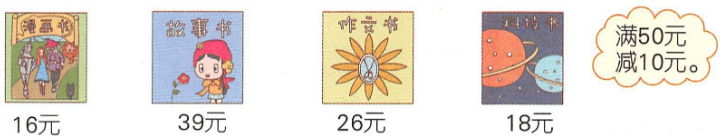 漫画书
故事书
作文书
科技书
满50元
减10元。
16元
39元
26元
18元